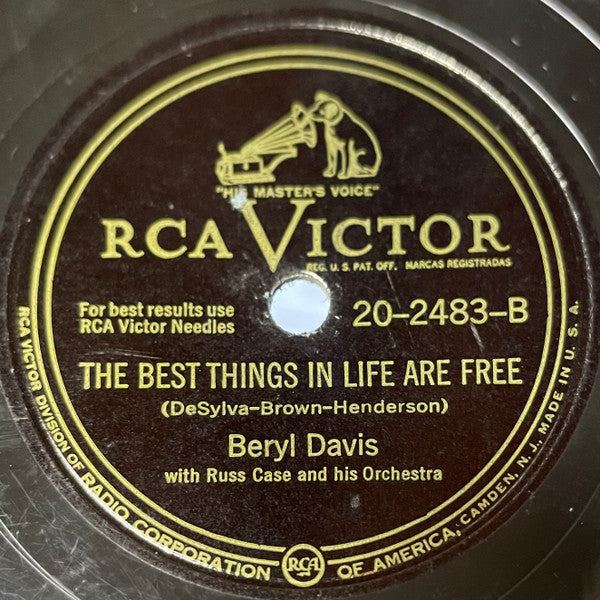 "HIS MASTER'S VOICE"
RCA VICTOR
REG. U. S. PAT. OFF. MARCAS REGISTRADAS
For best results use
RCA Victor Needles
20-2483-B
THE BEST THINGS IN LIFE ARE FREE
(DeSylva-Brown-Henderson)
Beryl Davis
with Russ Case and his Orchestra
RCA VICTOR DIVISION OF RADIO CORPORATION OF AMERICA, CAMDEN, N. J., MADE IN U. S. A.
RCA